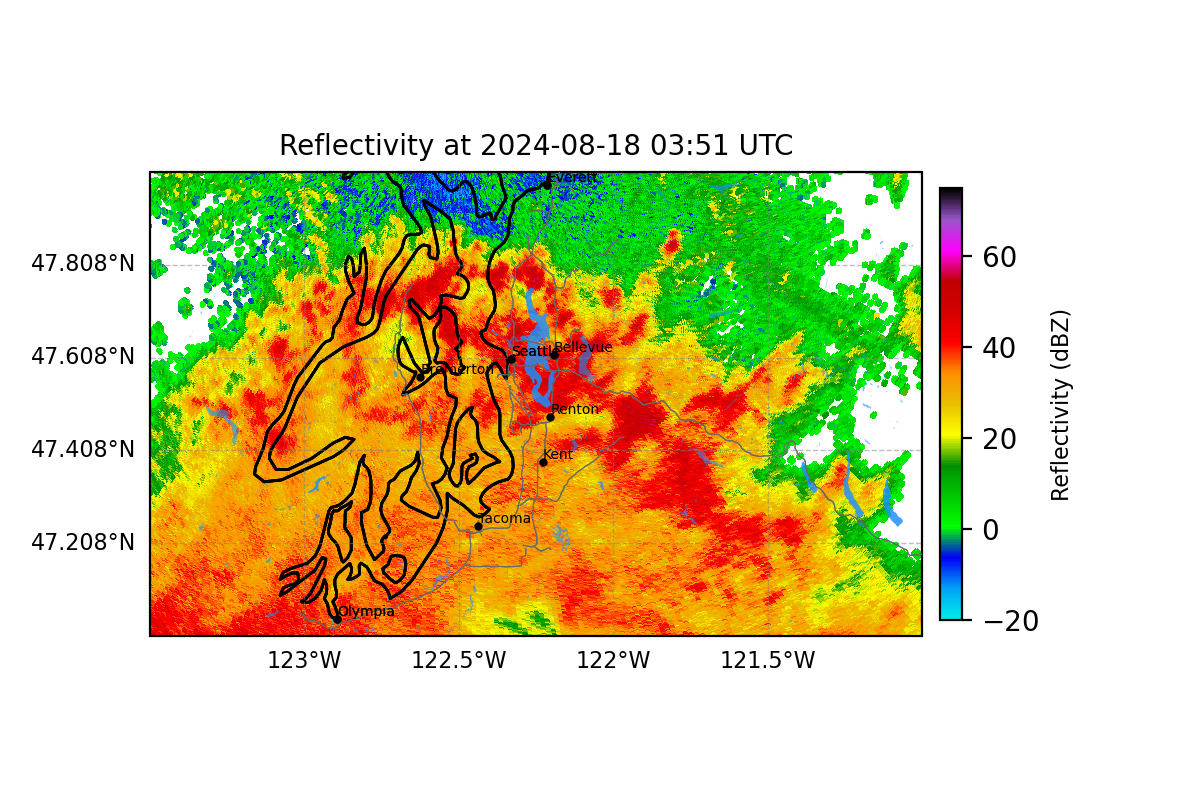 Reflectivity at 2024-08-18 03:51 UTC
Everett
47.808°N
60
47.608°N
Seattle
Bellevue
40
Bremerton
Renton
47.408°N
Kent
20
Tacoma
47.208°N
0
Olympia
−20
123°W 122.5°W 122°W 121.5°W
Reflectivity (dBZ)